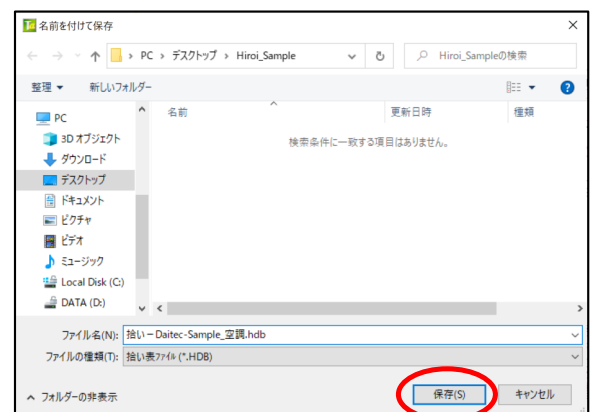 名前を付けて保存
PC › デスクトップ › Hiroi_Sample
Hiroi_Sampleの検索
整理 新しいフォルダー
名前 更新日時 種類
検索条件に一致する項目はありません。
PC
3D オブジェクト
ダウンロード
デスクトップ
ドキュメント
ピクチャ
ビデオ
ミュージック
Local Disk (C:)
DATA (D:)
ファイル名(N): 拾い－Daitec-Sample_空調.hdb
ファイルの種類(T): 拾い表ﾌｧｲﾙ (*.HDB)
フォルダーの非表示 保存(S) キャンセル